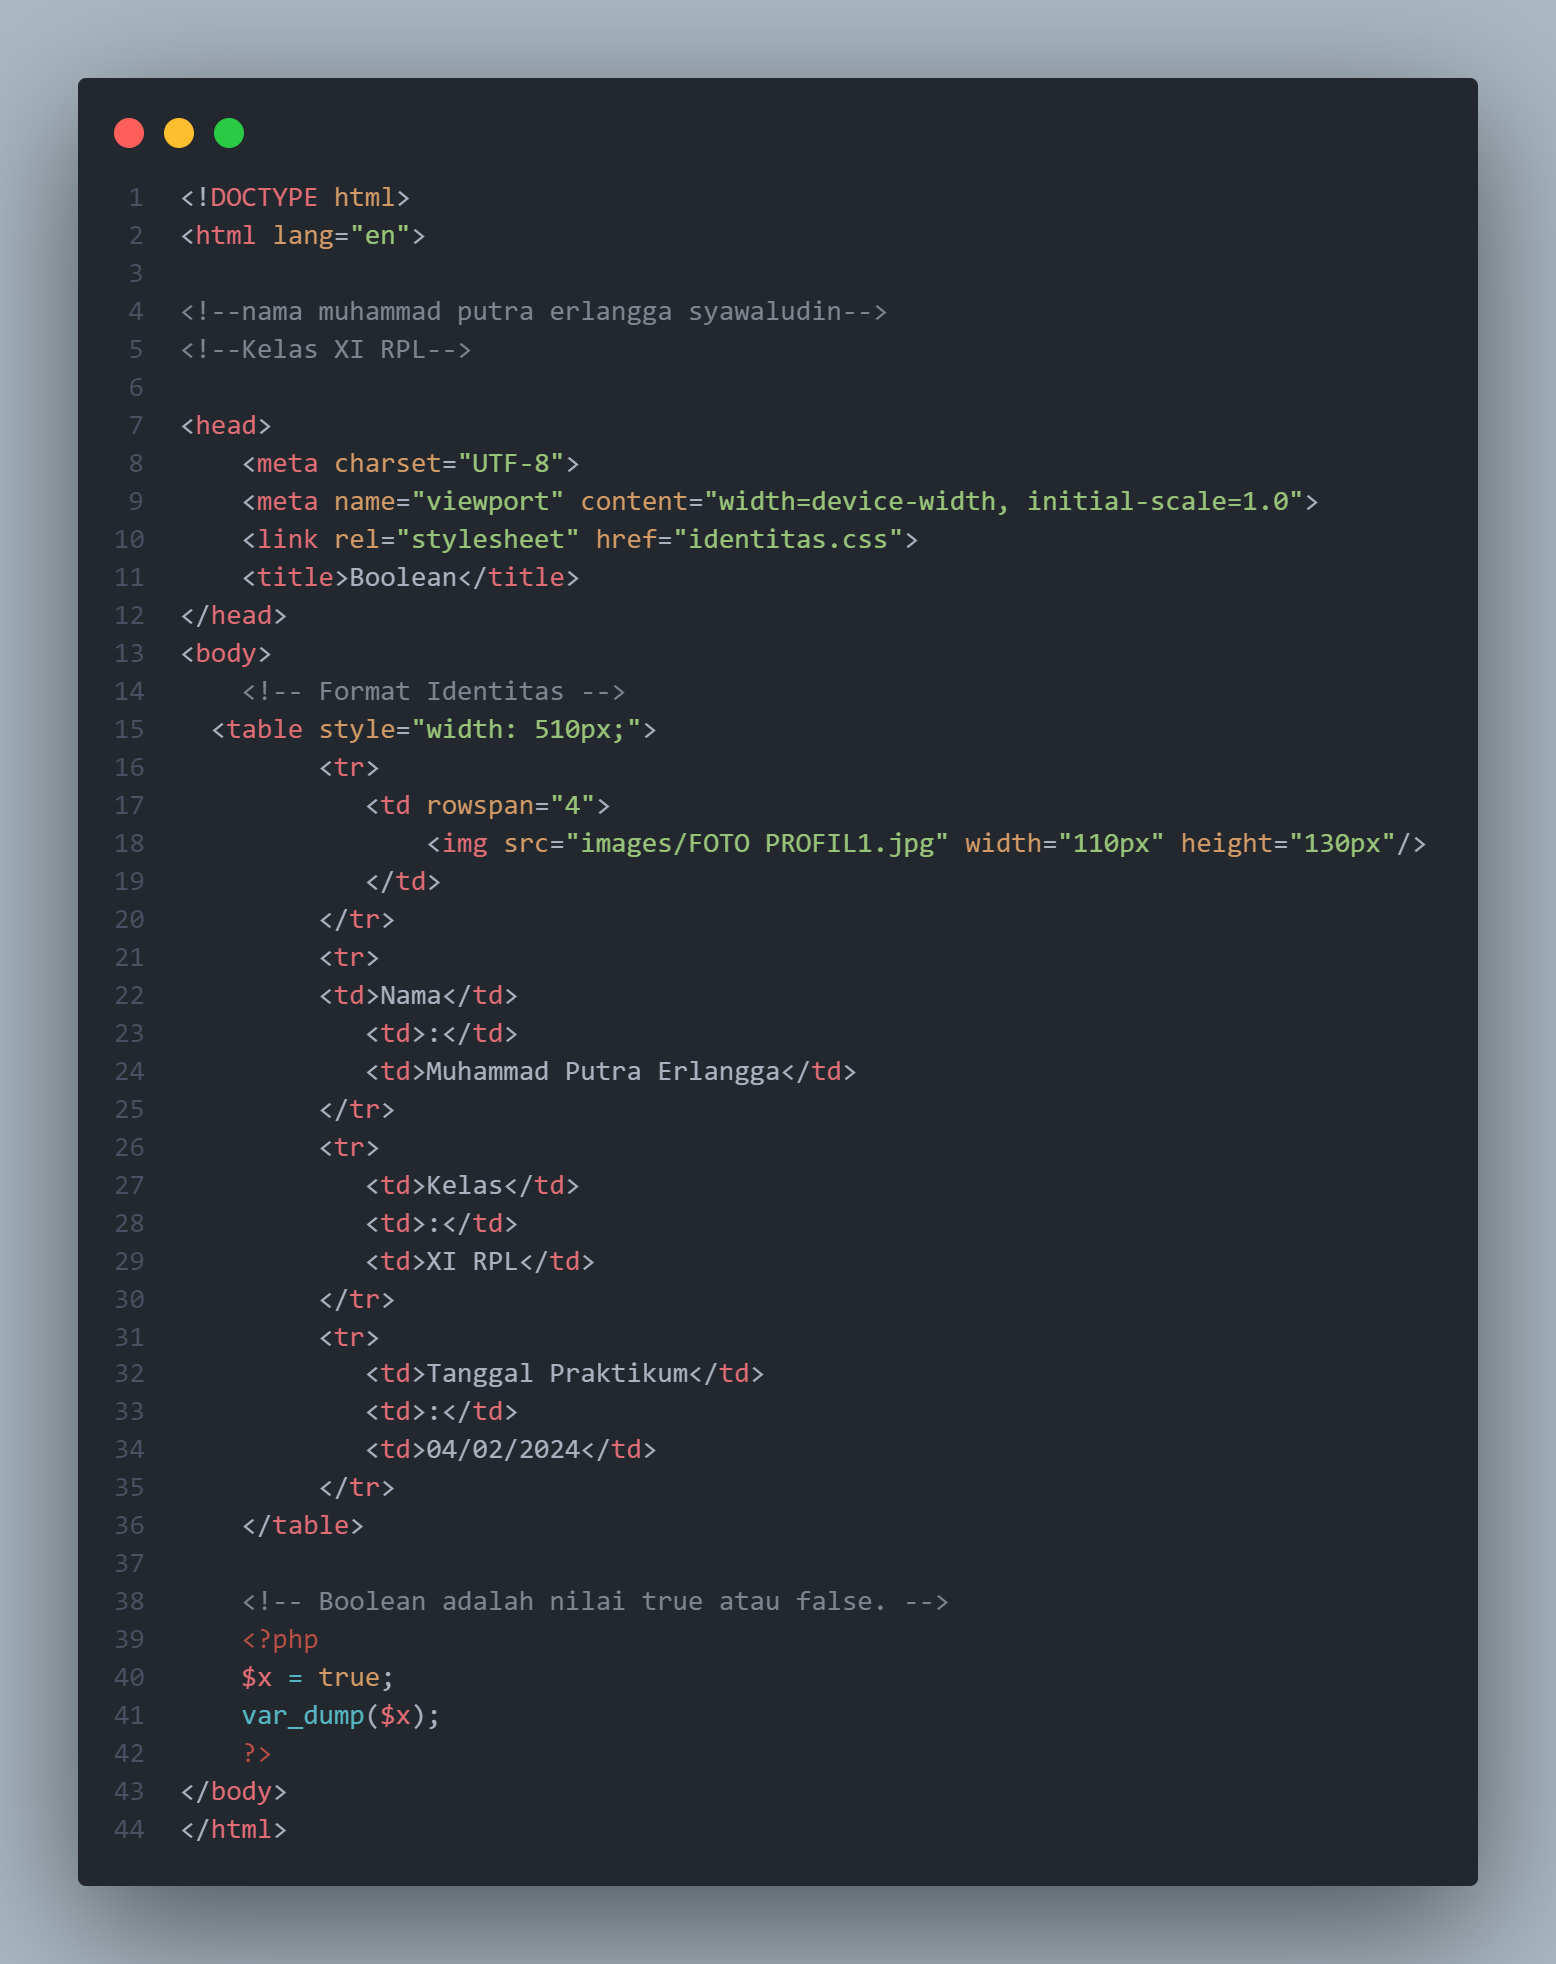 1 <!DOCTYPE html>
2 <html lang="en">
3
4 <!--nama muhammad putra erlangga syawaludin-->
5 <!--Kelas XI RPL-->
6
7 <head>
8     <meta charset="UTF-8">
9     <meta name="viewport" content="width=device-width, initial-scale=1.0">
10     <link rel="stylesheet" href="identitas.css">
11     <title>Boolean</title>
12 </head>
13 <body>
14     <!-- Format Identitas -->
15   <table style="width: 510px;">
16          <tr>
17             <td rowspan="4">
18                 <img src="images/FOTO PROFIL1.jpg" width="110px" height="130px"/>
19             </td>
20          </tr>
21          <tr>
22          <td>Nama</td>
23             <td>:</td>
24             <td>Muhammad Putra Erlangga</td>
25          </tr>
26          <tr>
27             <td>Kelas</td>
28             <td>:</td>
29             <td>XI RPL</td>
30          </tr>
31          <tr>
32             <td>Tanggal Praktikum</td>
33             <td>:</td>
34             <td>04/02/2024</td>
35          </tr>
36     </table>
37
38     <!-- Boolean adalah nilai true atau false. -->
39     <?php
40     $x = true;
41     var_dump($x);
42     ?>
43 </body>
44 </html>